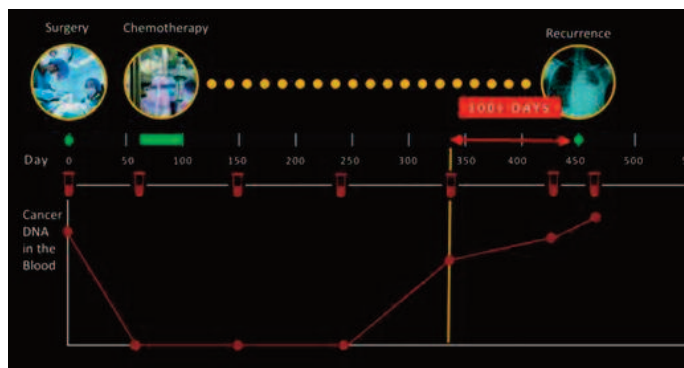 Surgery
Chemotherapy
Recurrence
100+ DAYS
Day 0 50 100 150 200 250 300 350 400 450 500
Cancer
DNA
in the
Blood